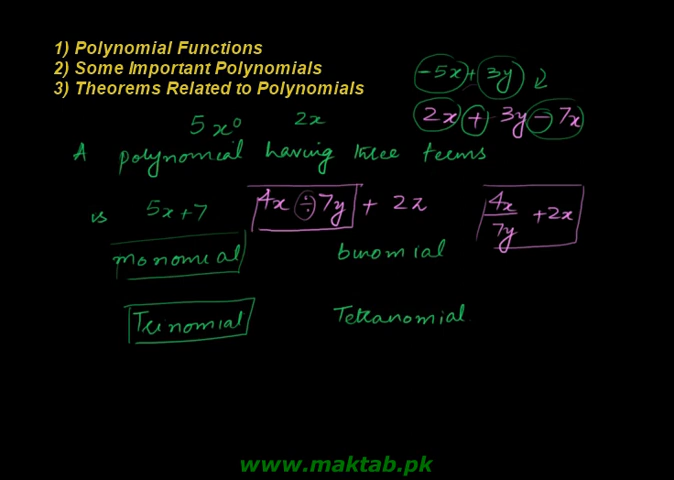 1) Polynomial Functions
2) Some Important Polynomials
3) Theorems Related to Polynomials
-5x + 3y
2x + 3y - 7x
5x⁰ 2x
A polynomial having three terms
is 5x+7 4x ÷ 7y + 2x 4x/7y + 2x
monomial binomial
Trinomial Tetranomial
www.maktab.pk